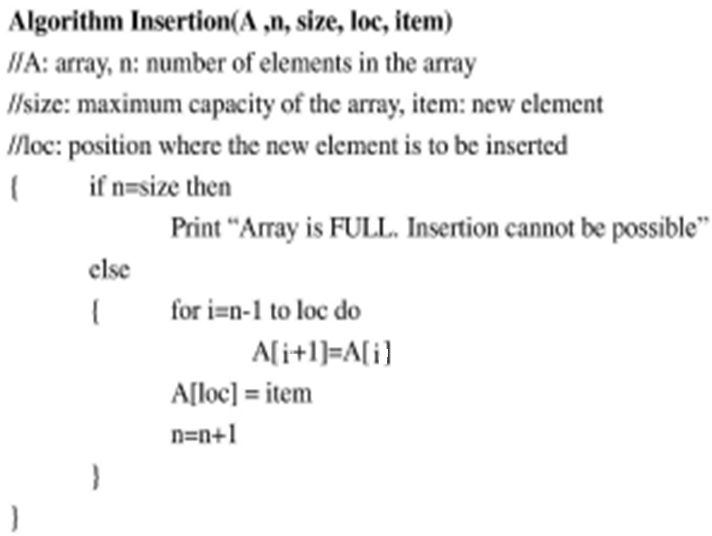 Algorithm Insertion(A ,n, size, loc, item)
//A: array, n: number of elements in the array
//size: maximum capacity of the array, item: new element
//loc: position where the new element is to be inserted
{ if n=size then
Print “Array is FULL. Insertion cannot be possible”
else
{ for i=n-1 to loc do
A[i+1]=A[i]
A[loc] = item
n=n+1
}
}